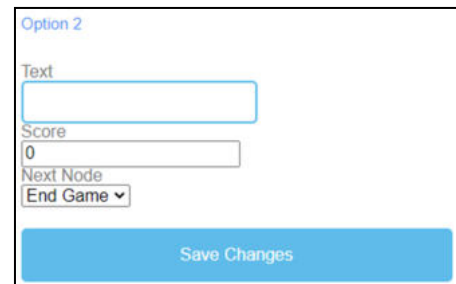 Option 2
Text
Score
0
Next Node
End Game
Save Changes